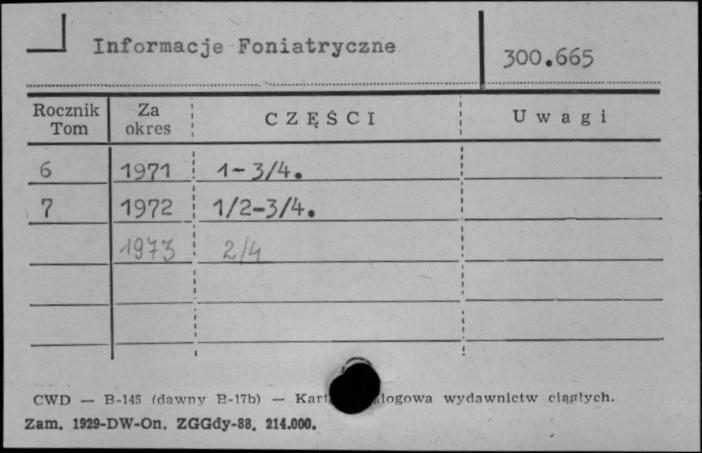 Informacje Foniatryczne
300.665
Rocznik Tom Za okres CZĘŚCI Uwagi
6 1971 1-3/4.
7 1972 1/2-3/4.
1973 2/4
CWD — B-145 (dawny B-17b) — wydawnictw ciągłych.
Zam. 1929-DW-On. ZGGdy-88. 214.000.